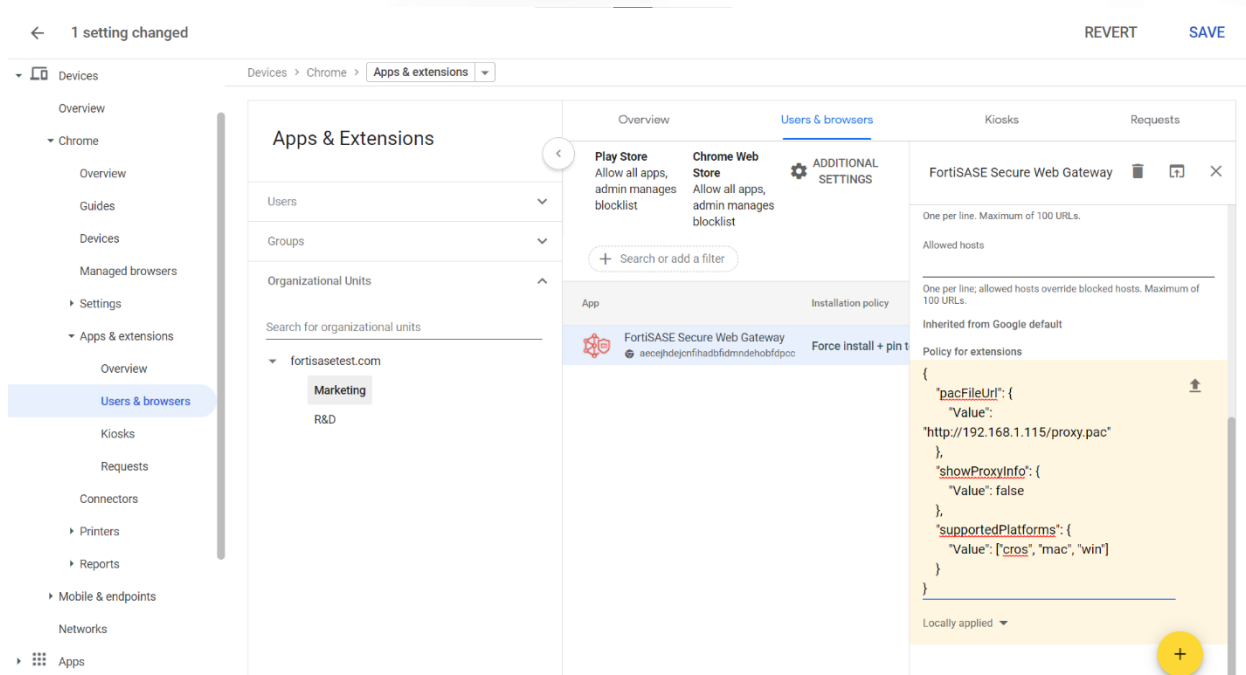 1 setting changed
REVERT
SAVE
Devices
Overview
Chrome
Overview
Guides
Devices
Managed browsers
Settings
Apps & extensions
Overview
Users & browsers
Kiosks
Requests
Connectors
Printers
Reports
Mobile & endpoints
Networks
Apps
Devices > Chrome > Apps & extensions
Apps & Extensions
Users
Groups
Organizational Units
Search for organizational units
fortisasetest.com
Marketing
R&D
Overview
Users & browsers
Kiosks
Requests
Play Store
Allow all apps,
admin manages
blocklist
Chrome Web
Store
Allow all apps,
admin manages
blocklist
ADDITIONAL
SETTINGS
+ Search or add a filter
App
Installation policy
FortiSASE Secure Web Gateway
Force install + pin t
FortiSASE Secure Web Gateway
One per line. Maximum of 100 URLs.
Allowed hosts
One per line; allowed hosts override blocked hosts. Maximum of
100 URLs.
Inherited from Google default
Policy for extensions
{
"pacFileUrl": {
"Value":
"http://192.168.1.115/proxy.pac"
},
"showProxyInfo": {
"Value": false
},
"supportedPlatforms": {
"Value": ["cros", "mac", "win"]
}
}
Locally applied
+